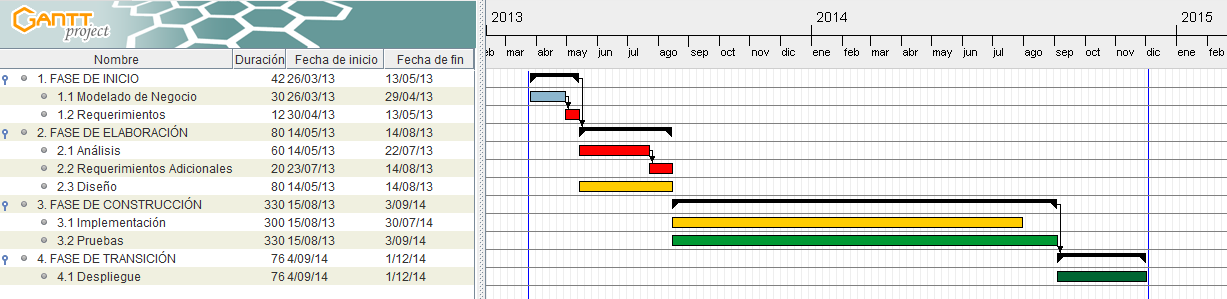 GANTT
project
2013 2014 2015
eb mar abr may jun jul ago sep oct nov dic ene feb mar abr may jun jul ago sep oct nov dic ene feb
Nombre Duración Fecha de inicio Fecha de fin
1. FASE DE INICIO 42 26/03/13 13/05/13
1.1 Modelado de Negocio 30 26/03/13 29/04/13
1.2 Requerimientos 12 30/04/13 13/05/13
2. FASE DE ELABORACIÓN 80 14/05/13 14/08/13
2.1 Análisis 60 14/05/13 22/07/13
2.2 Requerimientos Adicionales 20 23/07/13 14/08/13
2.3 Diseño 80 14/05/13 14/08/13
3. FASE DE CONSTRUCCIÓN 330 15/08/13 3/09/14
3.1 Implementación 300 15/08/13 30/07/14
3.2 Pruebas 330 15/08/13 3/09/14
4. FASE DE TRANSICIÓN 76 4/09/14 1/12/14
4.1 Despliegue 76 4/09/14 1/12/14